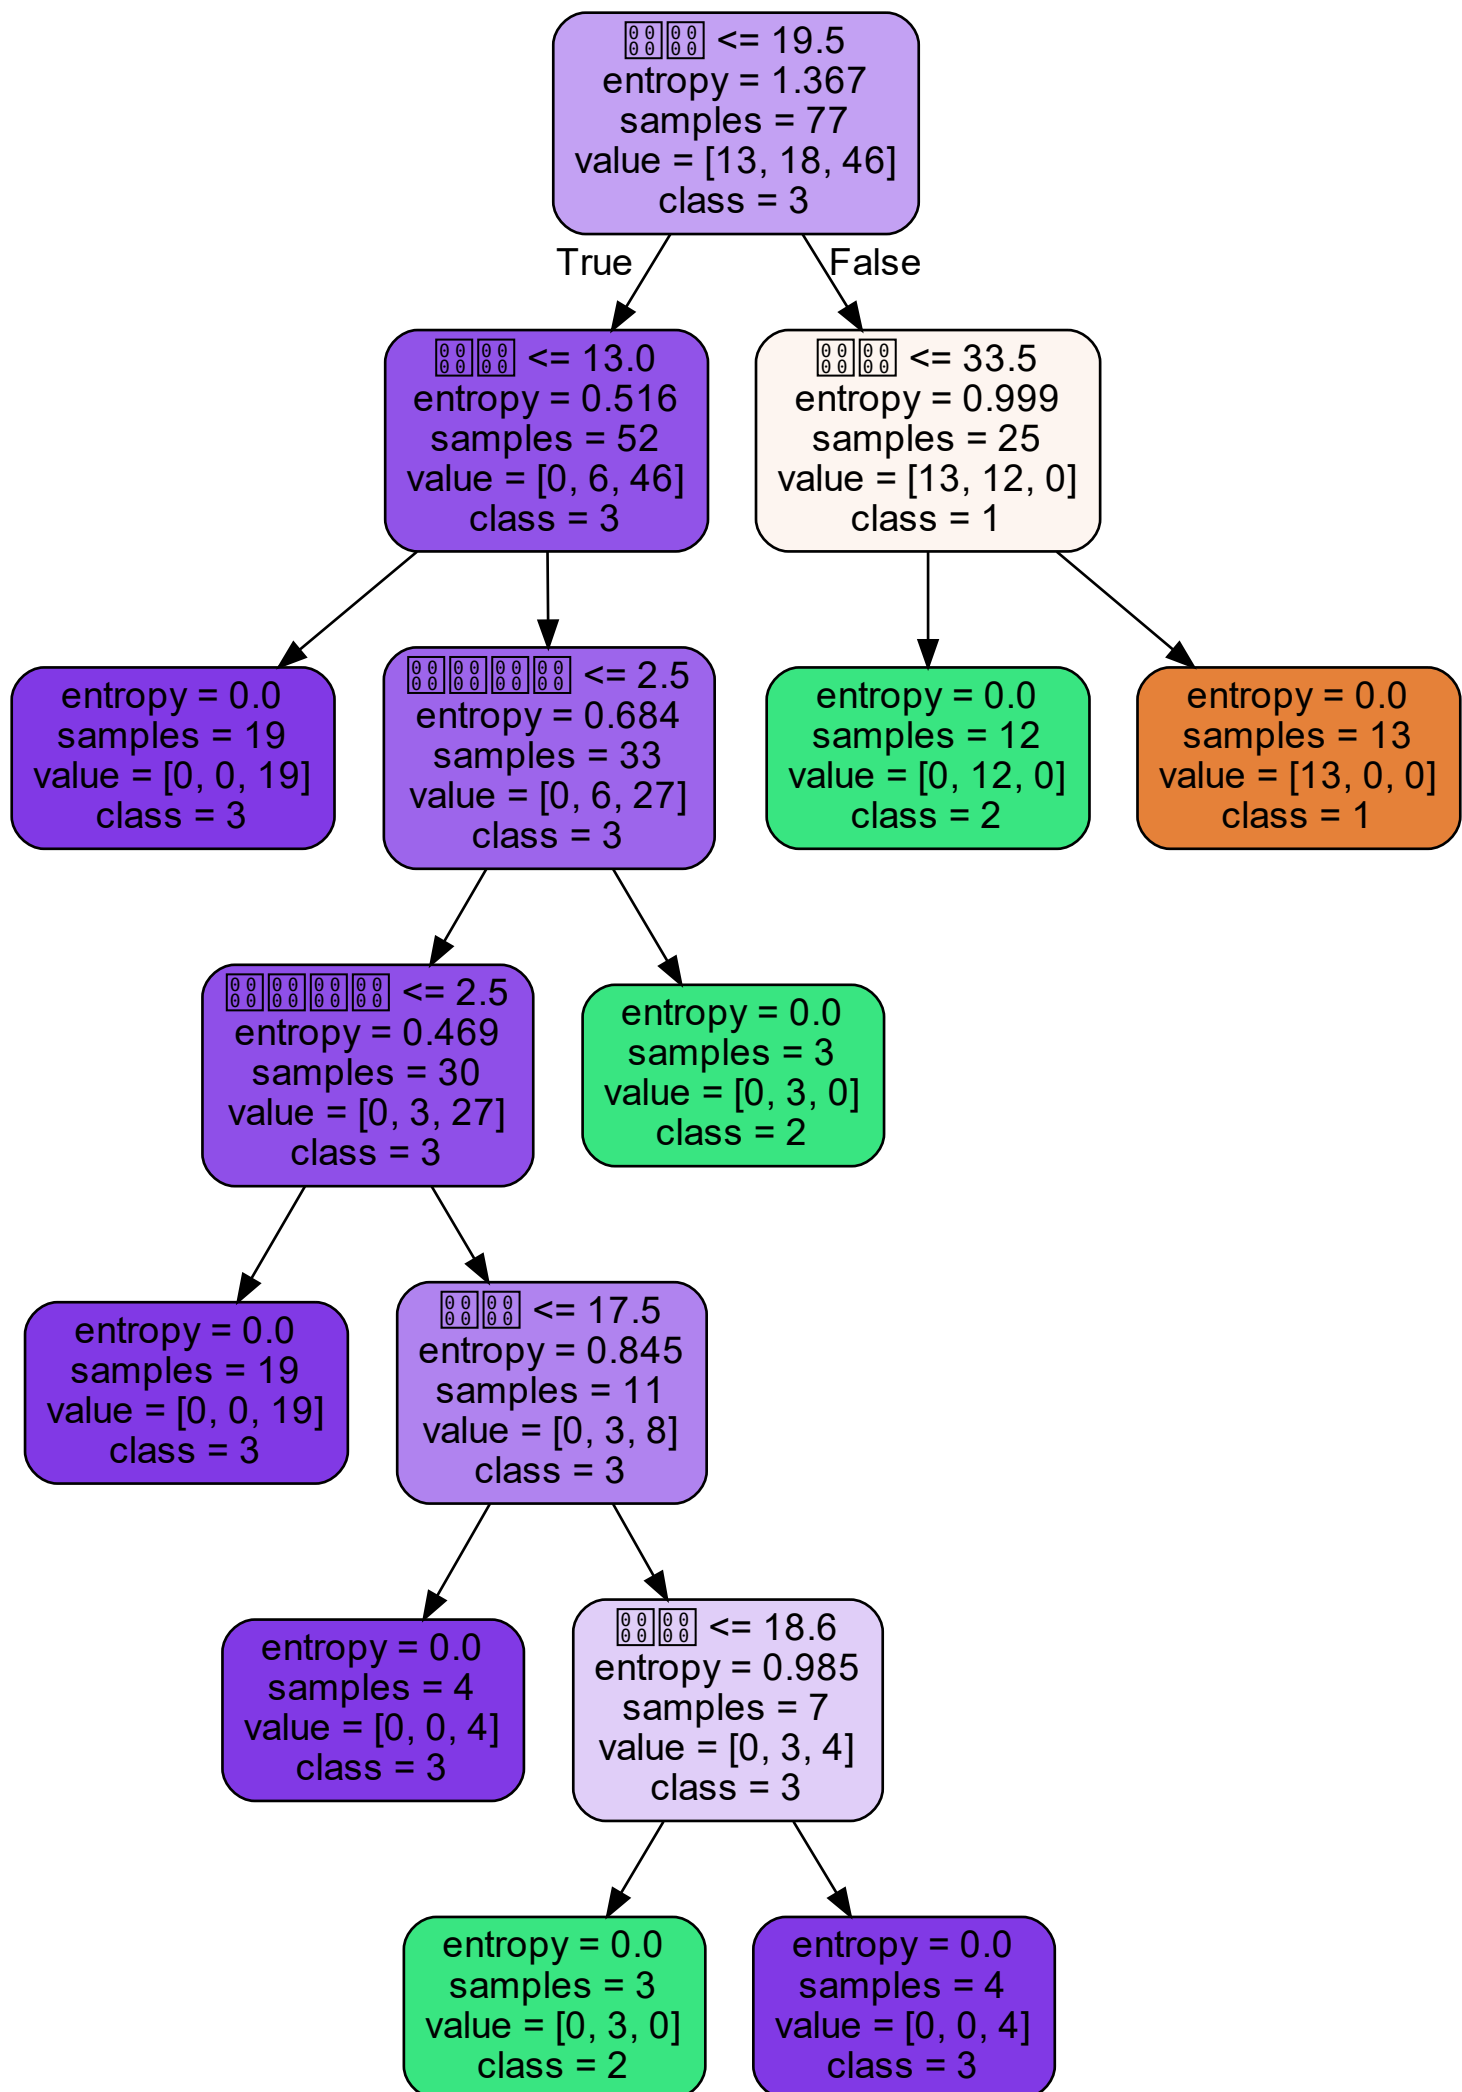 <= 19.5
entropy = 1.367
samples = 77
value = [13, 18, 46]
class = 3
True
False
<= 13.0
entropy = 0.516
samples = 52
value = [0, 6, 46]
class = 3
<= 33.5
entropy = 0.999
samples = 25
value = [13, 12, 0]
class = 1
entropy = 0.0
samples = 19
value = [0, 0, 19]
class = 3
<= 2.5
entropy = 0.684
samples = 33
value = [0, 6, 27]
class = 3
entropy = 0.0
samples = 12
value = [0, 12, 0]
class = 2
entropy = 0.0
samples = 13
value = [13, 0, 0]
class = 1
<= 2.5
entropy = 0.469
samples = 30
value = [0, 3, 27]
class = 3
entropy = 0.0
samples = 3
value = [0, 3, 0]
class = 2
entropy = 0.0
samples = 19
value = [0, 0, 19]
class = 3
<= 17.5
entropy = 0.845
samples = 11
value = [0, 3, 8]
class = 3
entropy = 0.0
samples = 4
value = [0, 0, 4]
class = 3
<= 18.6
entropy = 0.985
samples = 7
value = [0, 3, 4]
class = 3
entropy = 0.0
samples = 3
value = [0, 3, 0]
class = 2
entropy = 0.0
samples = 4
value = [0, 0, 4]
class = 3